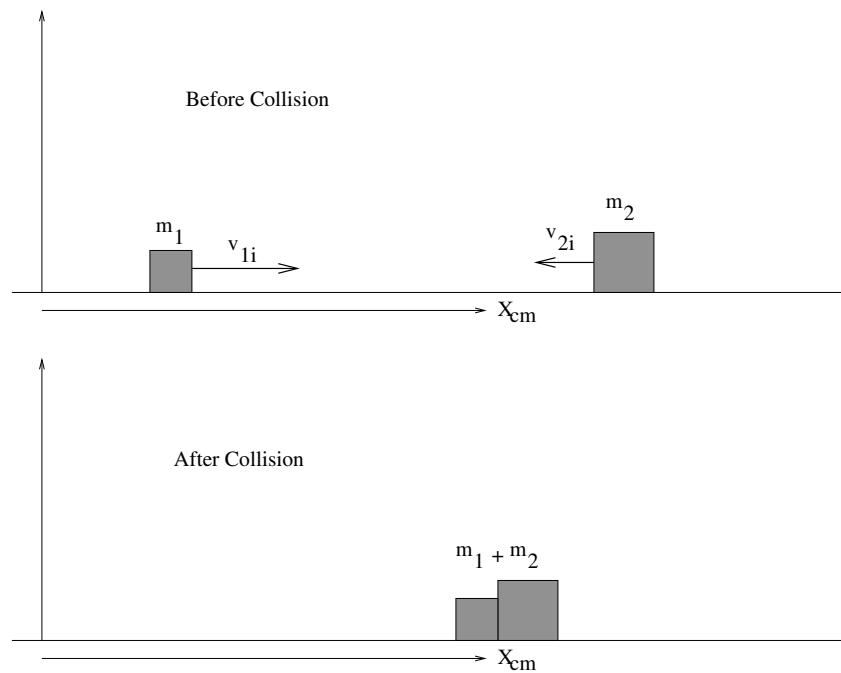 Before Collision
m1
v1i
v2i
m2
Xcm
After Collision
m1 + m2
Xcm